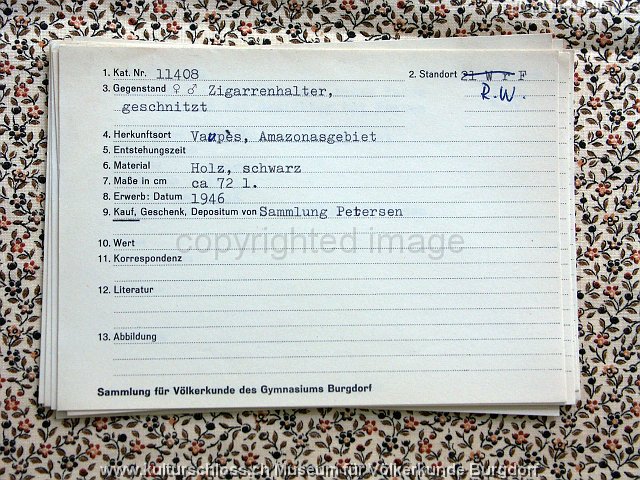 1. Kat. Nr. 11408 2. Standort 21 W F F
R.W.
3. Gegenstand ♀ ♂ Zigarrenhalter,
geschnitzt
4. Herkunftsort Vaupès, Amazonasgebiet
5. Entstehungszeit
6. Material Holz, schwarz
7. Maße in cm ca 72 l.
8. Erwerb: Datum 1946
9. Kauf, Geschenk, Depositum von Sammlung Petersen
copyrighted image
10. Wert
11. Korrespondenz
12. Literatur
13. Abbildung
Sammlung für Völkerkunde des Gymnasiums Burgdorf
www.kulturschloss.ch Museum für Völkerkunde Burgdorf